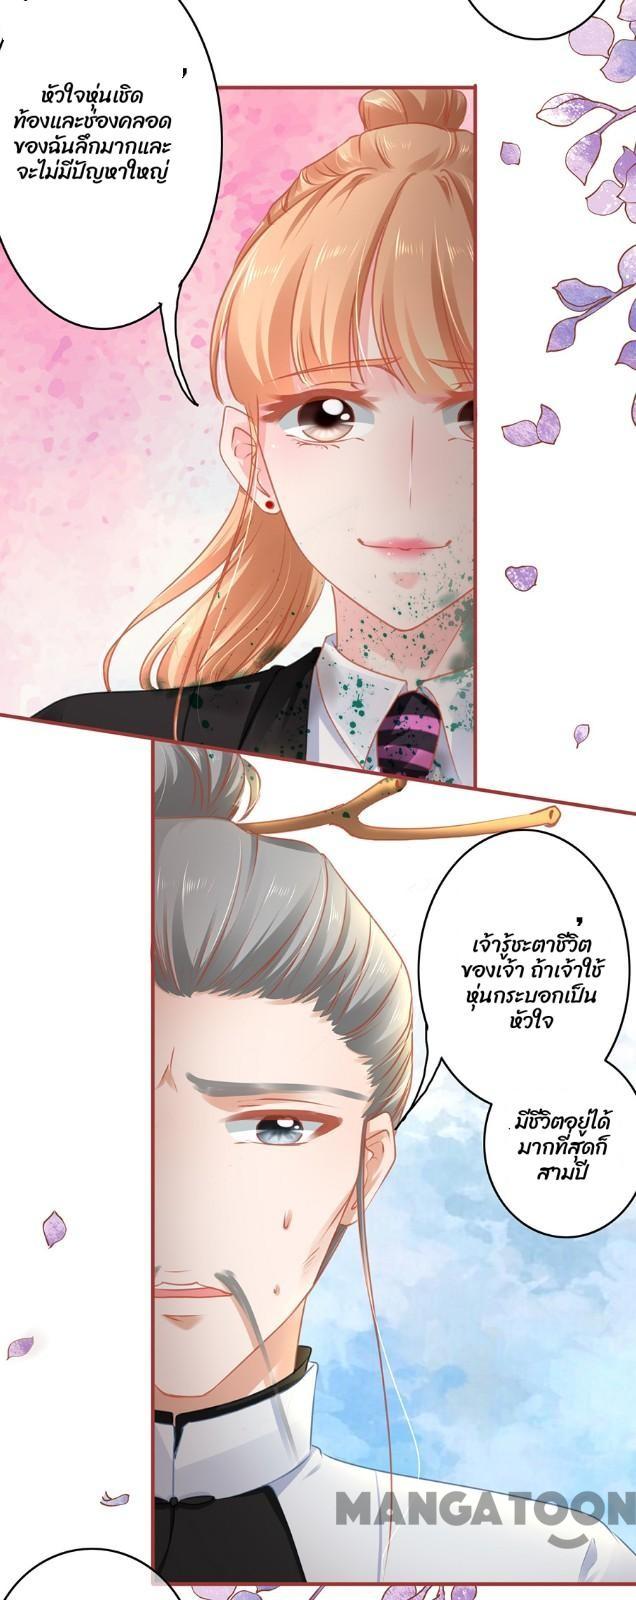 หัวใจหุ่นเชิด
ท้องและช่องคลอด
ของฉันลึกมากและ
จะไม่มีปัญหาใหญ่
เจ้ารู้ชะตาชีวิต
ของเจ้า ถ้าเจ้าใช้
หุ่นกระบอกเป็น
หัวใจ
มีชีวิตอยู่ได้
มากที่สุดก็
สามปี
MANGATOON